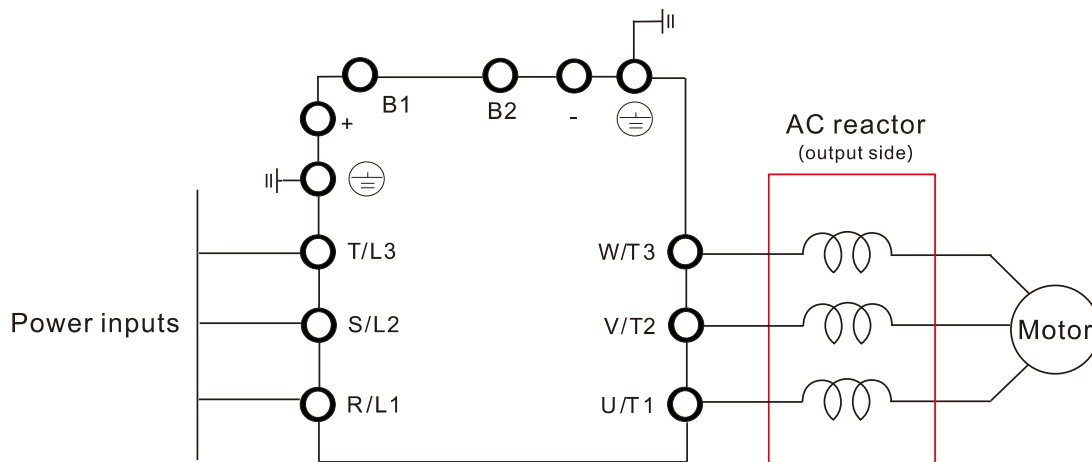 B1
B2
-
+
AC reactor
(output side)
T/L3
W/T3
Power inputs
S/L2
V/T2
Motor
R/L1
U/T1